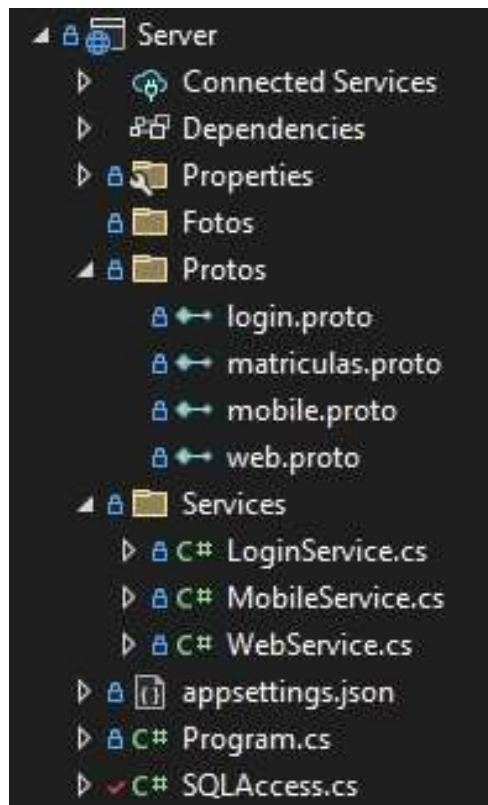 Server
Connected Services
Dependencies
Properties
Fotos
Protos
login.proto
matriculas.proto
mobile.proto
web.proto
Services
C# LoginService.cs
C# MobileService.cs
C# WebService.cs
appsettings.json
C# Program.cs
C# SQLAccess.cs